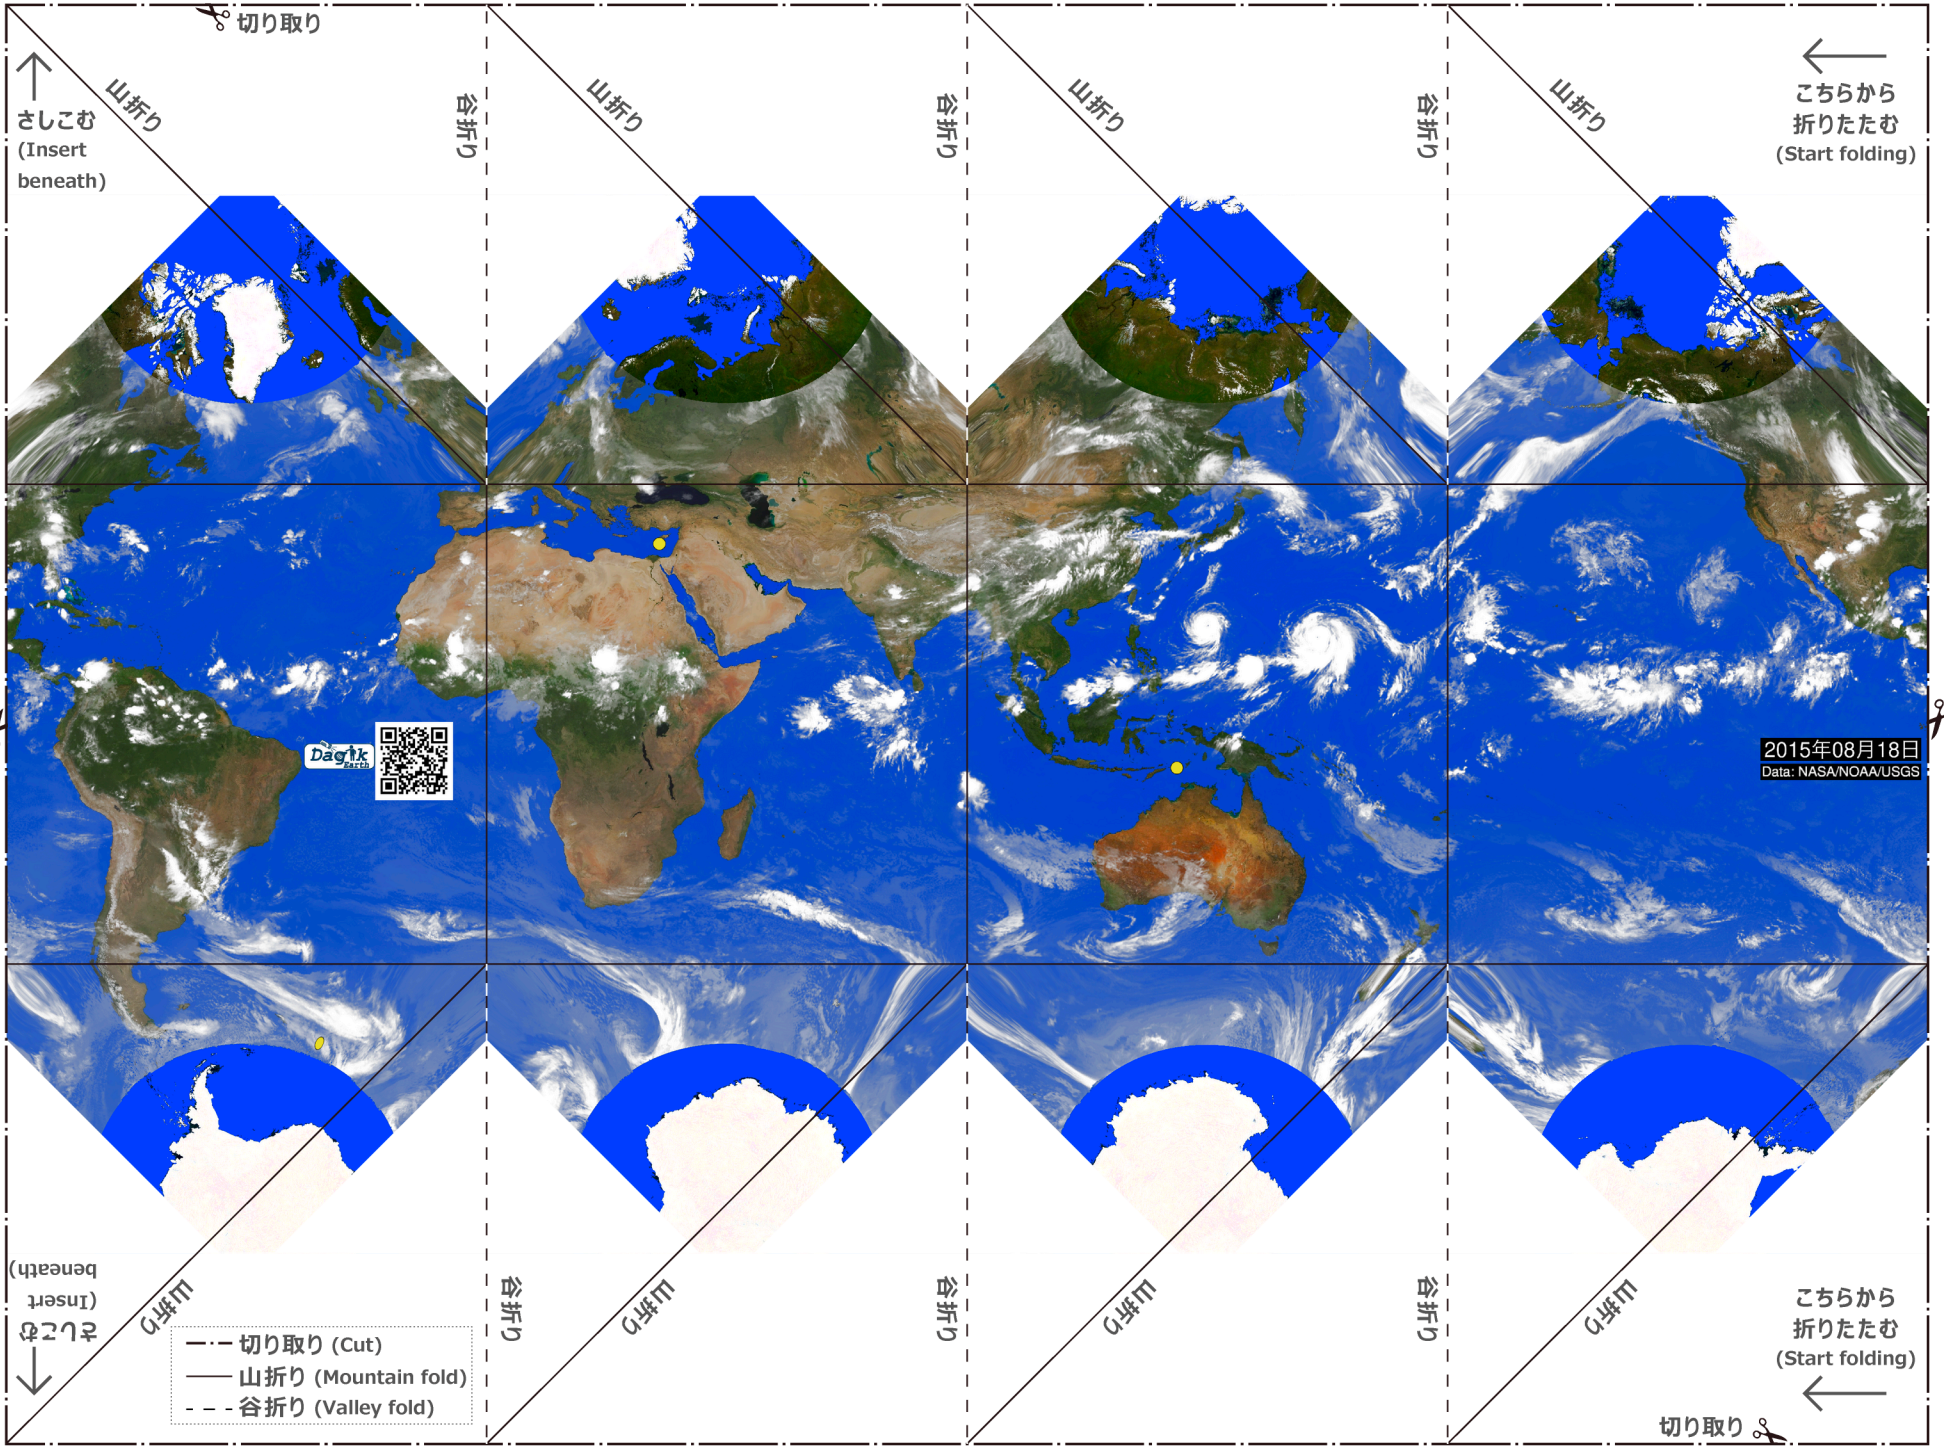 切り取り
さしこむ
(Insert
beneath)
山折り
谷折り
山折り
谷折り
山折り
谷折り
山折り
こちらから
折りたたむ
(Start folding)
Dagik
Earth
2015年08月18日
Data: NASA/NOAA/USGS
さしこむ
(Insert
beneath)
山折り
谷折り
山折り
谷折り
山折り
谷折り
山折り
こちらから
折りたたむ
(Start folding)
切り取り (Cut)
山折り (Mountain fold)
谷折り (Valley fold)
切り取り